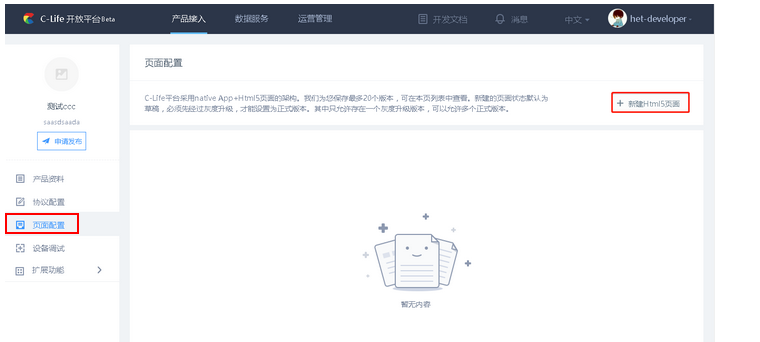 C-Life 开放平台Beta
产品接入
数据服务
运营管理
开发文档
消息
中文
het-developer
测试ccc
saasdsaada
申请发布
产品资料
协议配置
页面配置
设备调试
扩展功能
页面配置
C-Life平台采用native App+Html5页面的架构。我们为您保存最多20个版本，可在本页列表中查看。新建的页面状态默认为
草稿，必须先经过灰度升级，才能设置为正式版本。其中只允许存在一个灰度升级版本，可以允许多个正式版本。
新建Html5页面
暂无内容